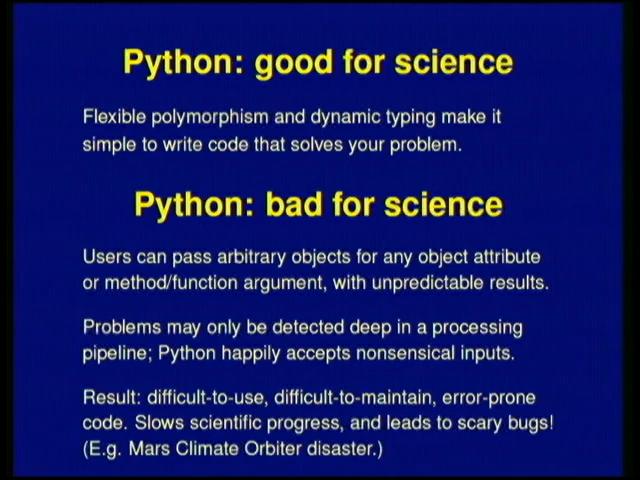 Python: good for science
Flexible polymorphism and dynamic typing make it
simple to write code that solves your problem.
Python: bad for science
Users can pass arbitrary objects for any object attribute
or method/function argument, with unpredictable results.
Problems may only be detected deep in a processing
pipeline; Python happily accepts nonsensical inputs.
Result: difficult-to-use, difficult-to-maintain, error-prone
code. Slows scientific progress, and leads to scary bugs!
(E.g. Mars Climate Orbiter disaster.)